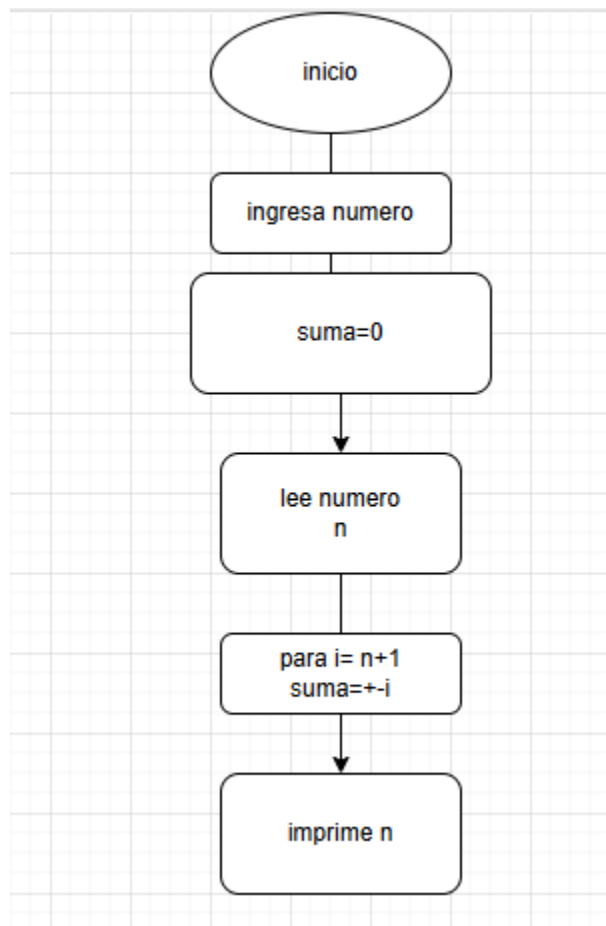 inicio
ingresa numero
suma=0
lee numero
n
para i= n+1
suma=+-i
imprime n